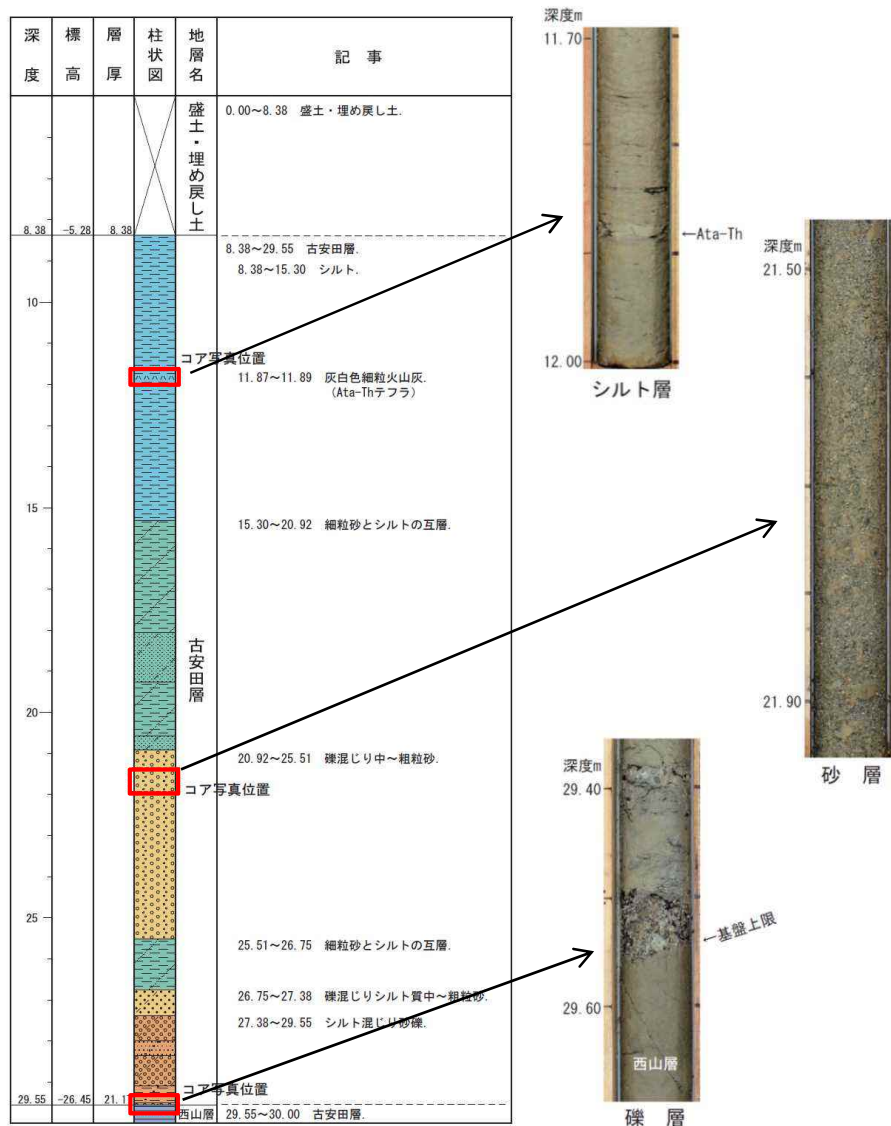 深度
標高
層厚
柱状図
地層名
記事
盛土・埋め戻し土
0.00～8.38 盛土・埋め戻し土.
8.38 -5.28 8.38
8.38～29.55 古安田層.
8.38～15.30 シルト.
10
コア写真位置
11.87～11.89 灰白色細粒火山灰.
(Ata-Thテフラ)
15
15.30～20.92 細粒砂とシルトの互層.
古安田層
20
20.92～25.51 礫混じり中～粗粒砂.
コア写真位置
25
25.51～26.75 細粒砂とシルトの互層.
26.75～27.38 礫混じりシルト質中～粗粒砂.
27.38～29.55 シルト混じり砂礫.
コア写真位置
29.55 -26.45
西山層 29.55～30.00 古安田層.
深度m
11.70
←Ata-Th
12.00
シルト層
深度m
21.50
21.90
砂 層
深度m
29.40
←基盤上限
29.60
西山層
礫 層